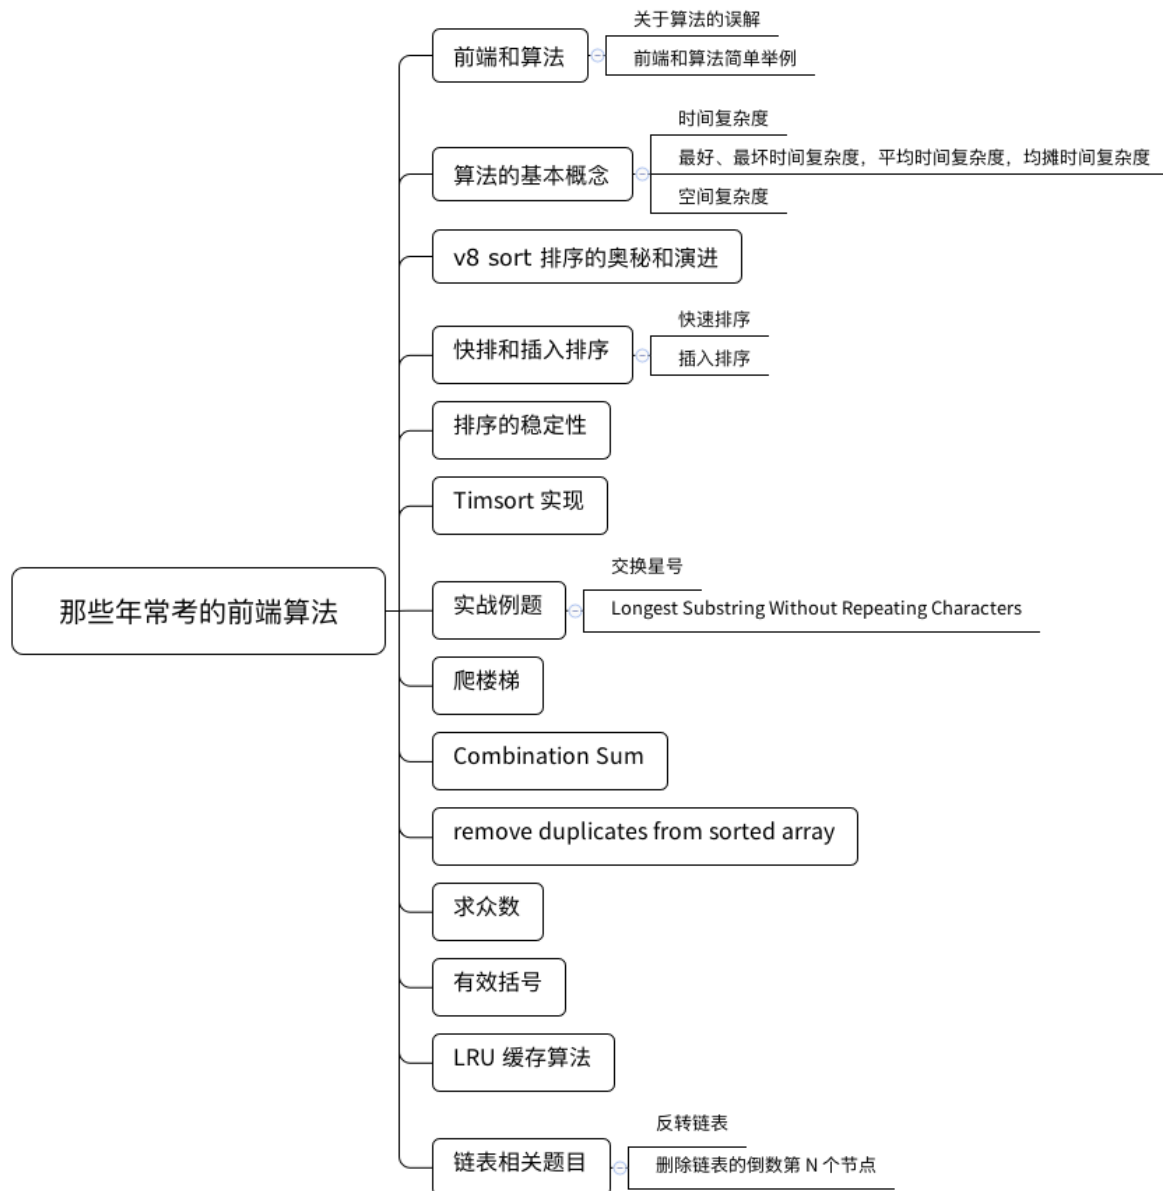 关于算法的误解
前端和算法
前端和算法简单举例
时间复杂度
算法的基本概念
最好、最坏时间复杂度，平均时间复杂度，均摊时间复杂度
空间复杂度
v8 sort 排序的奥秘和演进
快速排序
快排和插入排序
插入排序
排序的稳定性
Timsort 实现
交换星号
实战例题
Longest Substring Without Repeating Characters
那些年常考的前端算法
爬楼梯
Combination Sum
remove duplicates from sorted array
求众数
有效括号
LRU 缓存算法
反转链表
链表相关题目
删除链表的倒数第 N 个节点